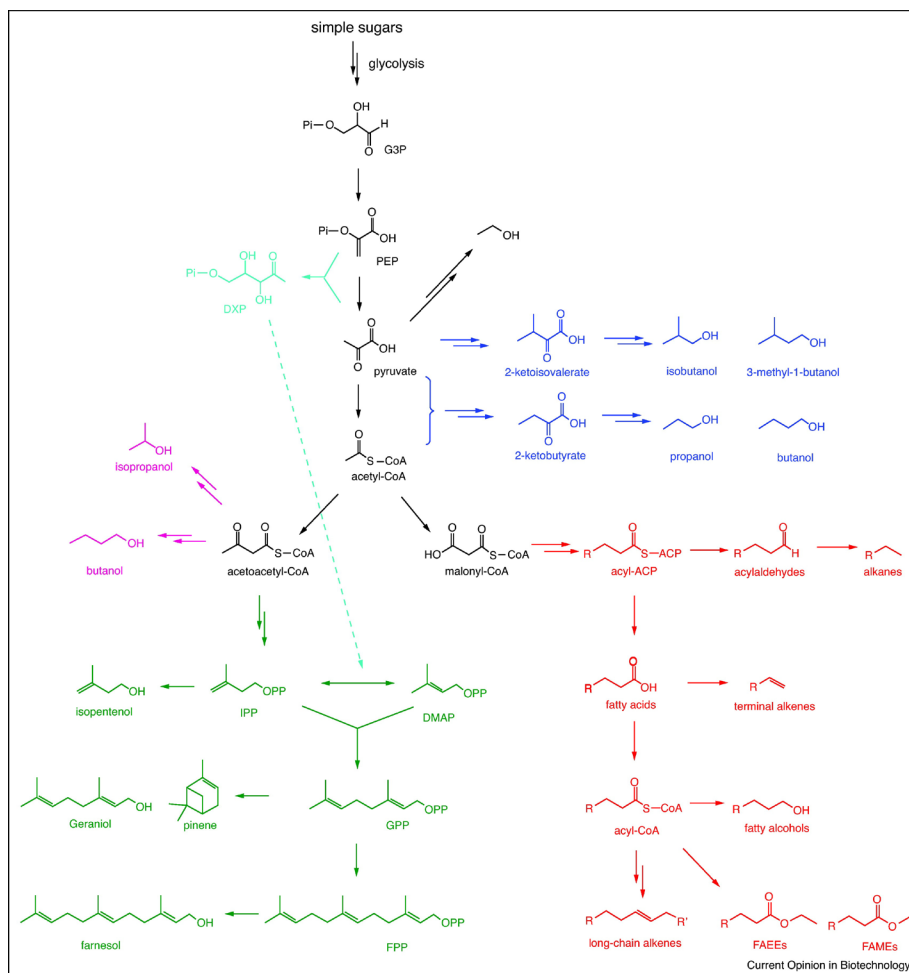 simple sugars
glycolysis
OH
Pi O H
O
G3P
O
Pi O OH
PEP
OH
OH O
Pi O
OH
DXP
O
OH
O
pyruvate
O
OH
O
2-ketoisovalerate
OH
isobutanol
OH
3-methyl-1-butanol
O
S CoA
acetyl-CoA
O
OH
O
2-ketobutyrate
OH
propanol
OH
butanol
OH
isopropanol
OH
butanol
O O
S CoA
acetoacetyl-CoA
O O
HO S CoA
malonyl-CoA
O
R S ACP
acyl-ACP
O
R H
acylaldehydes
R
alkanes
OH
isopentenol
OPP
IPP
OPP
DMAP
O
R OH
fatty acids
R
terminal alkenes
OH
Geraniol
pinene
OPP
GPP
O
R S CoA
acyl-CoA
R OH
fatty alcohols
OH
farnesol
OPP
FPP
R R'
long-chain alkenes
O
R O
FAEEs
O
R O
FAMEs
Current Opinion in Biotechnology